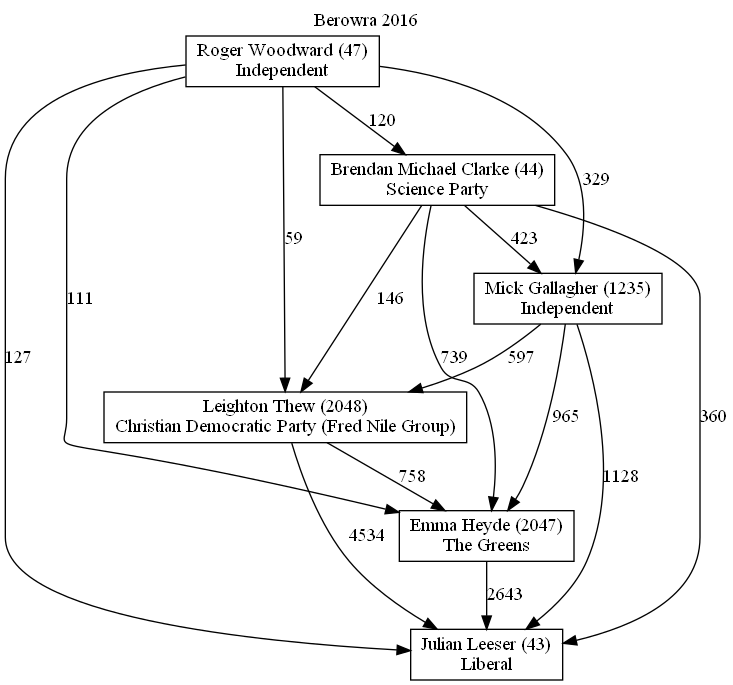 Berowra 2016
Roger Woodward (47)
Independent
120
Brendan Michael Clarke (44)
Science Party
329
59
423
Mick Gallagher (1235)
Independent
111
146
127
739
597
Leighton Thew (2048)
Christian Democratic Party (Fred Nile Group)
965
360
758
1128
Emma Heyde (2047)
The Greens
4534
2643
Julian Leeser (43)
Liberal